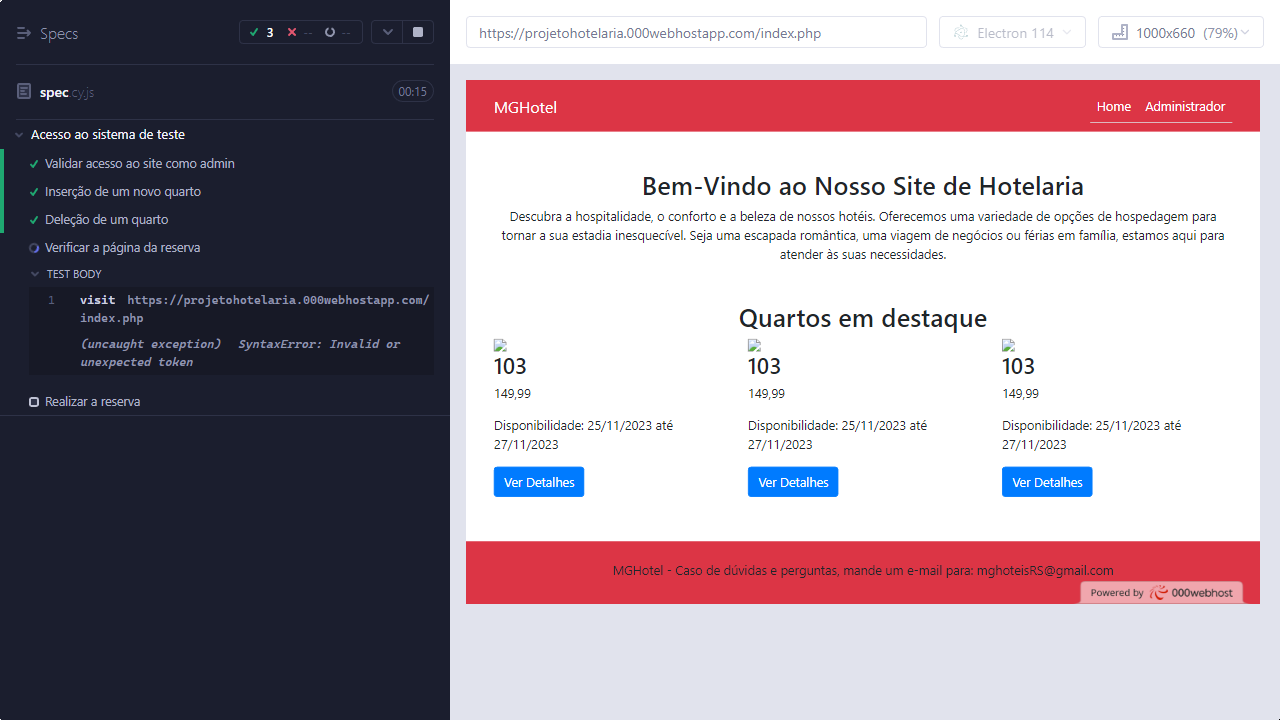 Specs
3 -- --
spec.cy.js
00:15
Acesso ao sistema de teste
Validar acesso ao site como admin
Inserção de um novo quarto
Deleção de um quarto
Verificar a página da reserva
TEST BODY
1 visit https://projetohotelaria.000webhostapp.com/
index.php
(uncaught exception) SyntaxError: Invalid or
unexpected token
Realizar a reserva
https://projetohotelaria.000webhostapp.com/index.php
Electron 114
1000x660 (79%)
MGHotel
Home Administrador
Bem-Vindo ao Nosso Site de Hotelaria
Descubra a hospitalidade, o conforto e a beleza de nossos hotéis. Oferecemos uma variedade de opções de hospedagem para
tornar a sua estadia inesquecível. Seja uma escapada romântica, uma viagem de negócios ou férias em família, estamos aqui para
atender às suas necessidades.
Quartos em destaque
103
149,99
Disponibilidade: 25/11/2023 até
27/11/2023
Ver Detalhes
103
149,99
Disponibilidade: 25/11/2023 até
27/11/2023
Ver Detalhes
103
149,99
Disponibilidade: 25/11/2023 até
27/11/2023
Ver Detalhes
MGHotel - Caso de dúvidas e perguntas, mande um e-mail para: mghoteisRS@gmail.com
Powered by 000webhost